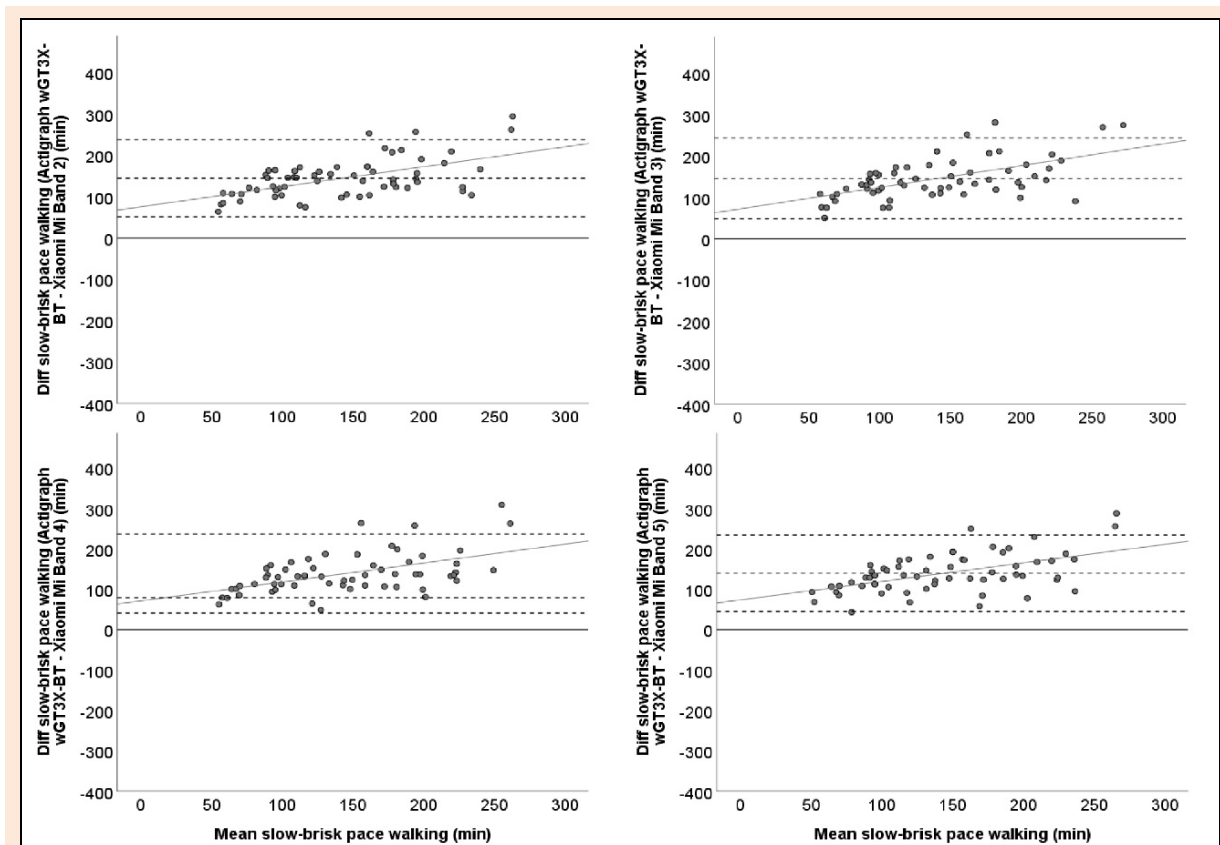 Diff slow-brisk pace walking (Actigraph wGT3X-
BT - Xiaomi Mi Band 2) (min)
400
300
200
100
0
-100
-200
-300
-400
0 50 100 150 200 250 300
Diff slow-brisk pace walking (Actigraph wGT3X-
BT - Xiaomi Mi Band 3) (min)
400
300
200
100
0
-100
-200
-300
-400
0 50 100 150 200 250 300
Diff slow-brisk pace walking (Actigraph
wGT3X-BT - Xiaomi Mi Band 4) (min)
400
300
200
100
0
-100
-200
-300
-400
0 50 100 150 200 250 300
Mean slow-brisk pace walking (min)
Diff slow-brisk pace walking (Actigraph
wGT3X-BT - Xiaomi Mi Band 5) (min)
400
300
200
100
0
-100
-200
-300
-400
0 50 100 150 200 250 300
Mean slow-brisk pace walking (min)